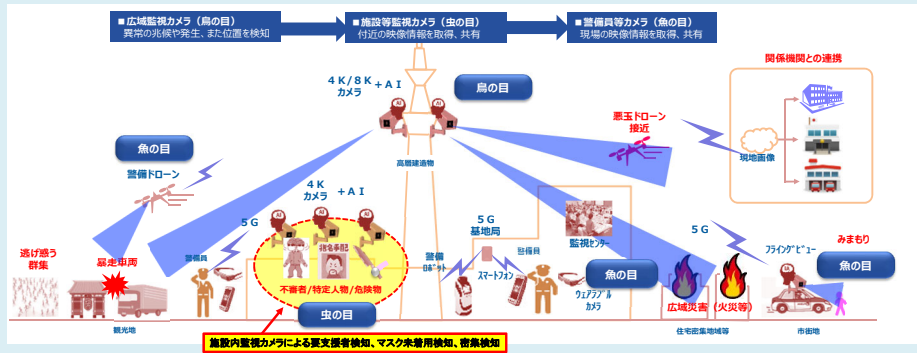 ■広域監視カメラ（鳥の目）
異常の兆候や発生、また位置を検知
■施設等監視カメラ（虫の目）
付近の映像情報を取得、共有
■警備員等カメラ（魚の目）
現場の映像情報を取得、共有
関係機関との連携
4K/8K
カメラ
+AI
鳥の目
AI
AI
高層建造物
悪玉ドローン
接近
現地画像
魚の目
警備ドローン
4K
カメラ
+AI
5G
AI
AI
AI
指名手配
不審者/特定人物/危険物
虫の目
逃げ惑う
群集
暴走車両
警備員
観光地
5G
基地局
警備
ロボット
スマートフォン
警備員
監視センター
魚の目
ウェアラブル
カメラ
5G
広域災害
（火災等）
住宅密集地域等
フライングビュー
AI
みまもり
魚の目
市街地
施設内監視カメラによる要支援者検知、マスク未着用検知、密集検知